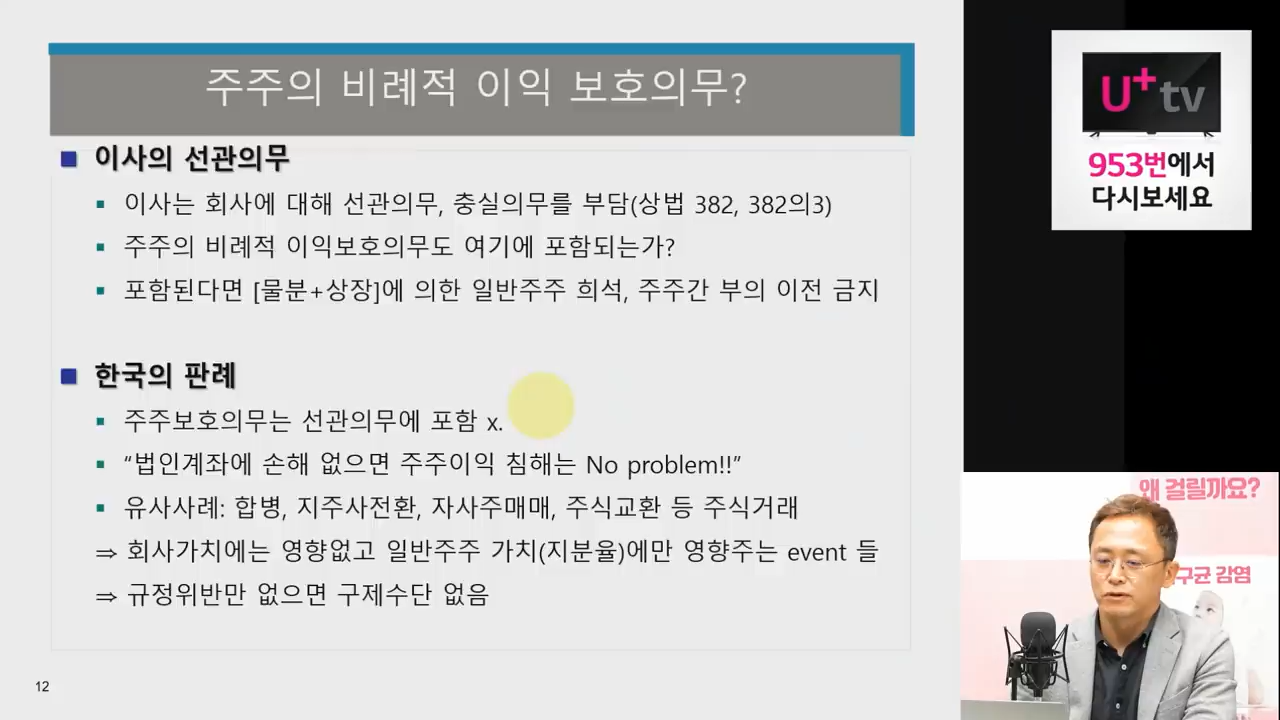 주주의 비례적 이익 보호의무?
이사의 선관의무
이사는 회사에 대해 선관의무, 충실의무를 부담(상법 382, 382의3)
주주의 비례적 이익보호의무도 여기에 포함되는가?
포함된다면 [물분+상장]에 의한 일반주주 희석, 주주간 부의 이전 금지
한국의 판례
주주보호의무는 선관의무에 포함 x.
“법인계좌에 손해 없으면 주주이익 침해는 No problem!!”
유사사례: 합병, 지주사전환, 자사주매매, 주식교환 등 주식거래
⇒ 회사가치에는 영향없고 일반주주 가치(지분율)에만 영향주는 event 들
⇒ 규정위반만 없으면 구제수단 없음
12
U+ tv
953번에서
다시보세요
왜 걸릴까요?
구균 감염